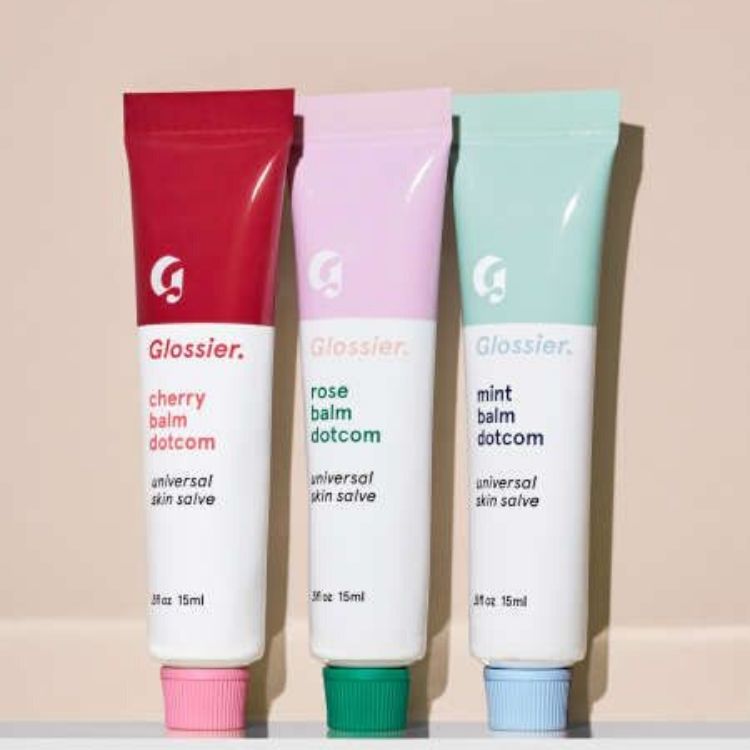 G
Glossier.
cherry
balm
dotcom
universal
skin salve
.5fl oz 15ml
G
Glossier.
rose
balm
dotcom
universal
skin salve
.5fl oz 15ml
G
Glossier.
mint
balm
dotcom
universal
skin salve
.5fl oz 15ml